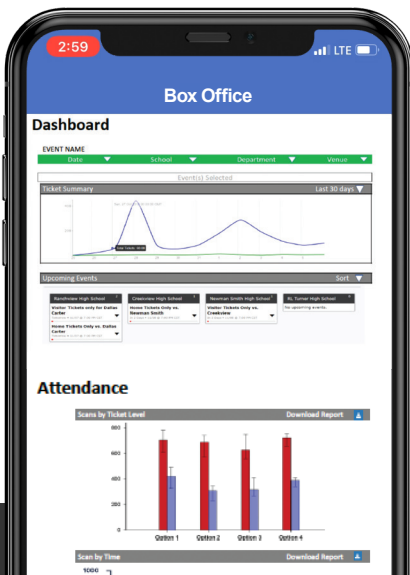 2:59
LTE
Box Office
Dashboard
EVENT NAME
Date School Department Venue
Event(s) Selected
Ticket Summary Last 30 days
Upcoming Events Sort
Randlview High School
Visitor Tickets only for Dallas
Carter
Home Tickets Only vs. Dallas
Carter
Creekview High School
Home Tickets Only vs.
Newman Smith
Newman Smith High School
Visitor Tickets Only vs.
Creekview
RL Turner High School
No upcoming events.
Attendance
Scans by Ticket Level Download Report
800
600
400
200
0
Option 1 Option 2 Option 3 Option 4
Scan by Time Download Report
1000